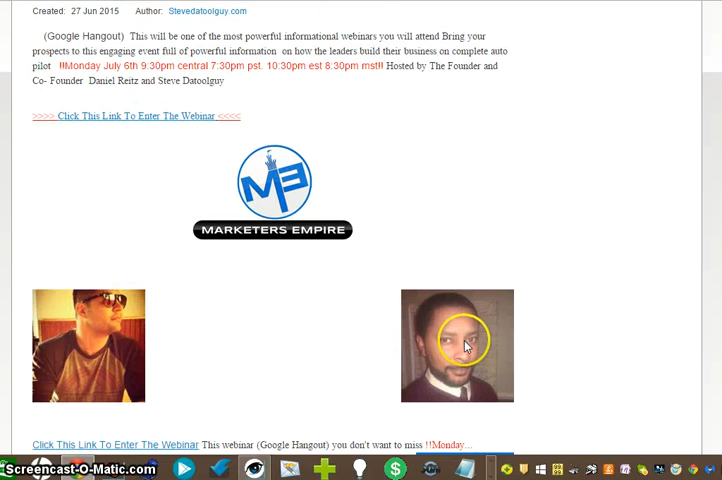 Created: 27 Jun 2015 Author: Stevedatoolguy.com
(Google Hangout) This will be one of the most powerful informational webinars you will attend Bring your
prospects to this engaging event full of powerful information on how the leaders build their business on complete auto
pilot !!Monday July 6th 9:30pm central 7:30pm pst. 10:30pm est 8:30pm mst!! Hosted by The Founder and
Co- Founder Daniel Reitz and Steve Datoolguy
>>>> Click This Link To Enter The Webinar <<<<
M3
MARKETERS EMPIRE
Click This Link To Enter The Webinar This webinar (Google Hangout) you don't want to miss !!Monday...
Screencast-O-Matic.com